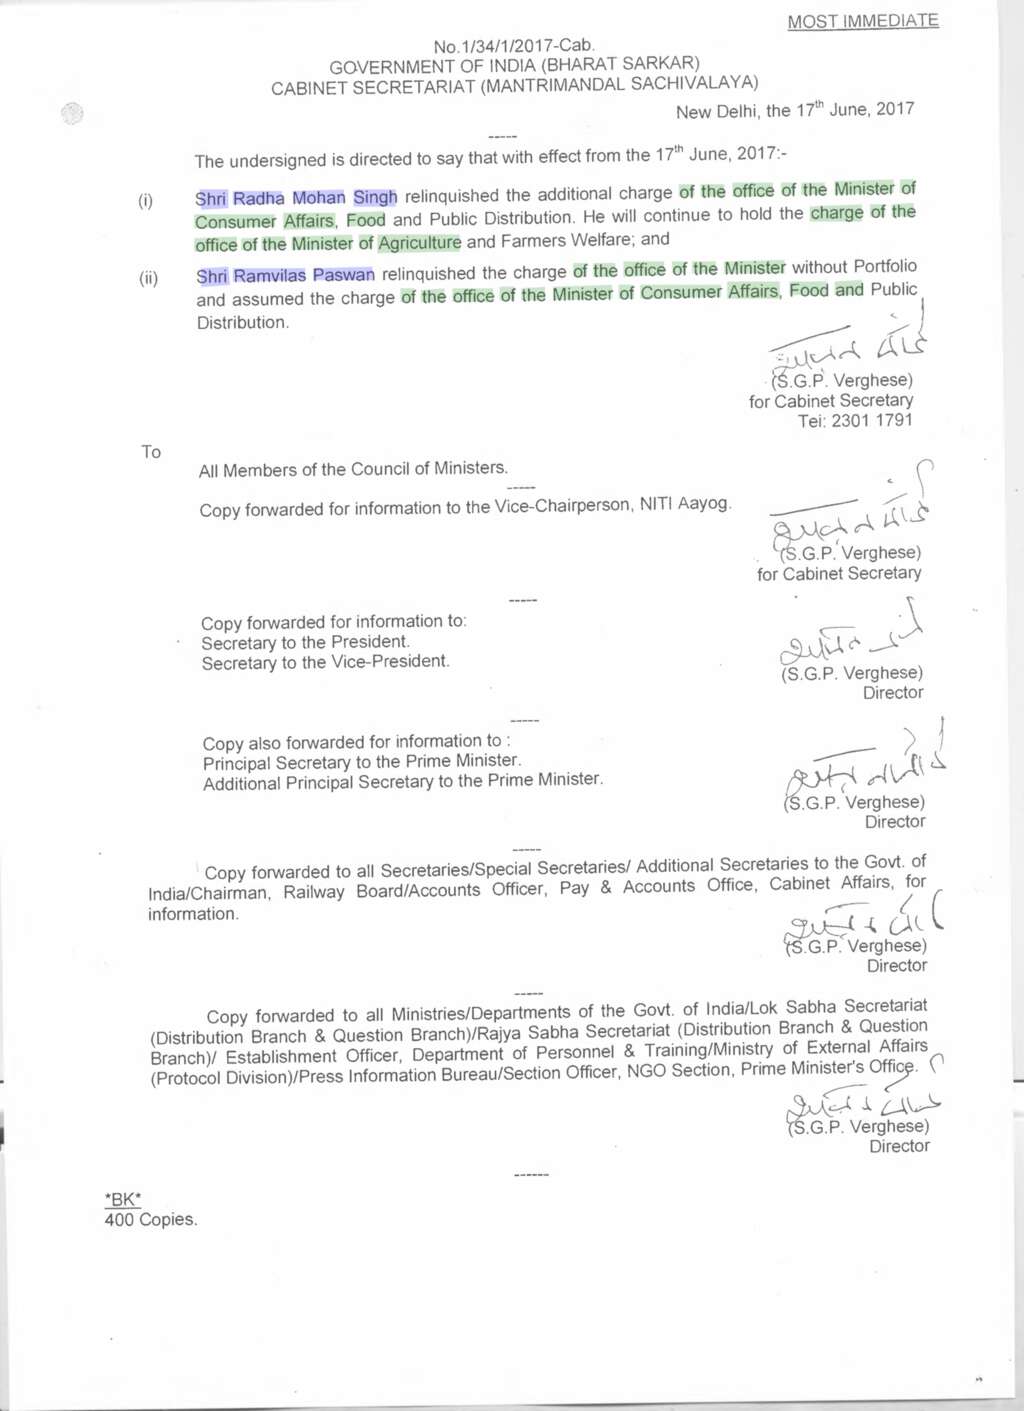 MOST IMMEDIATE
No.1/34/1/2017-Cab.
GOVERNMENT OF INDIA (BHARAT SARKAR)
CABINET SECRETARIAT (MANTRIMANDAL SACHIVALAYA)
New Delhi, the 17th June, 2017
-----
The undersigned is directed to say that with effect from the 17th June, 2017:-
(i) Shri Radha Mohan Singh relinquished the additional charge of the office of the Minister of
Consumer Affairs, Food and Public Distribution. He will continue to hold the charge of the
office of the Minister of Agriculture and Farmers Welfare; and
(ii) Shri Ramvilas Paswan relinquished the charge of the office of the Minister without Portfolio
and assumed the charge of the office of the Minister of Consumer Affairs, Food and Public
Distribution.
(S.G.P. Verghese)
for Cabinet Secretary
Tel: 2301 1791
To
All Members of the Council of Ministers.
-----
Copy forwarded for information to the Vice-Chairperson, NITI Aayog.
(S.G.P. Verghese)
for Cabinet Secretary
-----
Copy forwarded for information to:
Secretary to the President.
Secretary to the Vice-President.
(S.G.P. Verghese)
Director
-----
Copy also forwarded for information to :
Principal Secretary to the Prime Minister.
Additional Principal Secretary to the Prime Minister.
(S.G.P. Verghese)
Director
-----
Copy forwarded to all Secretaries/Special Secretaries/ Additional Secretaries to the Govt. of
India/Chairman, Railway Board/Accounts Officer, Pay & Accounts Office, Cabinet Affairs, for
information.
(S.G.P. Verghese)
Director
-----
Copy forwarded to all Ministries/Departments of the Govt. of India/Lok Sabha Secretariat
(Distribution Branch & Question Branch)/Rajya Sabha Secretariat (Distribution Branch & Question
Branch)/ Establishment Officer, Department of Personnel & Training/Ministry of External Affairs
(Protocol Division)/Press Information Bureau/Section Officer, NGO Section, Prime Minister's Office.
(S.G.P. Verghese)
Director
------
*BK*
400 Copies.